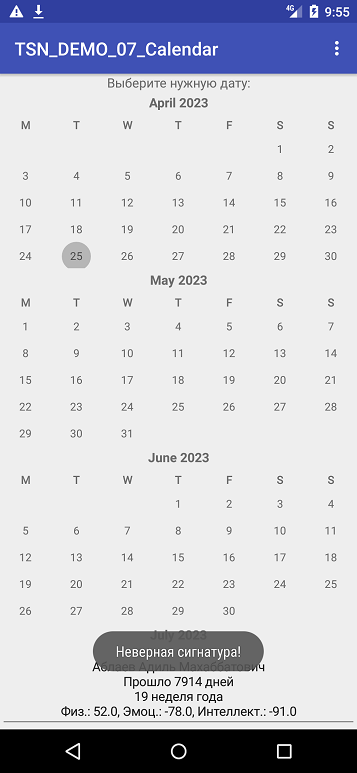 9:55
4G
TSN_DEMO_07_Calendar
Выберите нужную дату:
April 2023
M T W T F S S
1 2
3 4 5 6 7 8 9
10 11 12 13 14 15 16
17 18 19 20 21 22 23
24 25 26 27 28 29 30
May 2023
M T W T F S S
1 2 3 4 5 6 7
8 9 10 11 12 13 14
15 16 17 18 19 20 21
22 23 24 25 26 27 28
29 30 31
June 2023
M T W T F S S
1 2 3 4
5 6 7 8 9 10 11
12 13 14 15 16 17 18
19 20 21 22 23 24 25
26 27 28 29 30
July 2023
Неверная сигнатура!
Аблаев Адиль Махаббатович
Прошло 7914 дней
19 неделя года
Физ.: 52.0, Эмоц.: -78.0, Интеллект.: -91.0